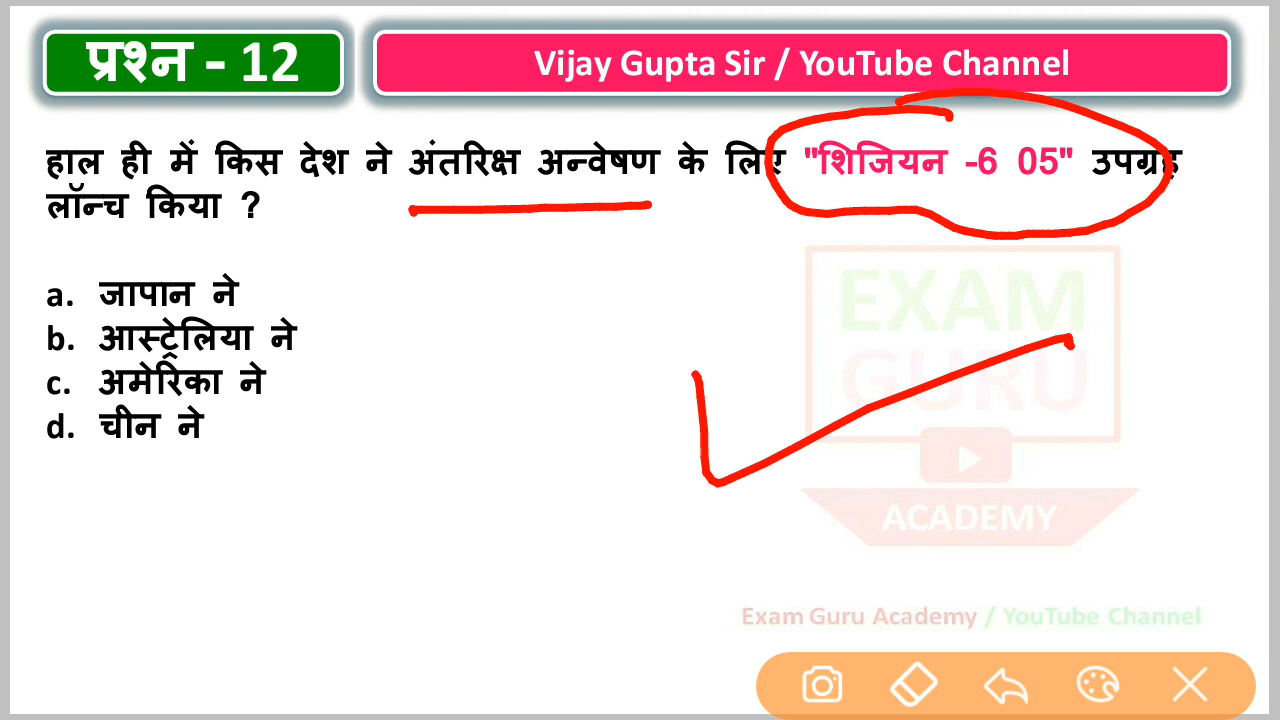 प्रश्न - 12
Vijay Gupta Sir / YouTube Channel
हाल ही में किस देश ने अंतरिक्ष अन्वेषण के लिए "शिजियन -6 05" उपग्रह
लॉन्च किया ?
a. जापान ने
b. आस्ट्रेलिया ने
c. अमेरिका ने
d. चीन ने
EXAM
GURU
ACADEMY
Exam Guru Academy / YouTube Channel